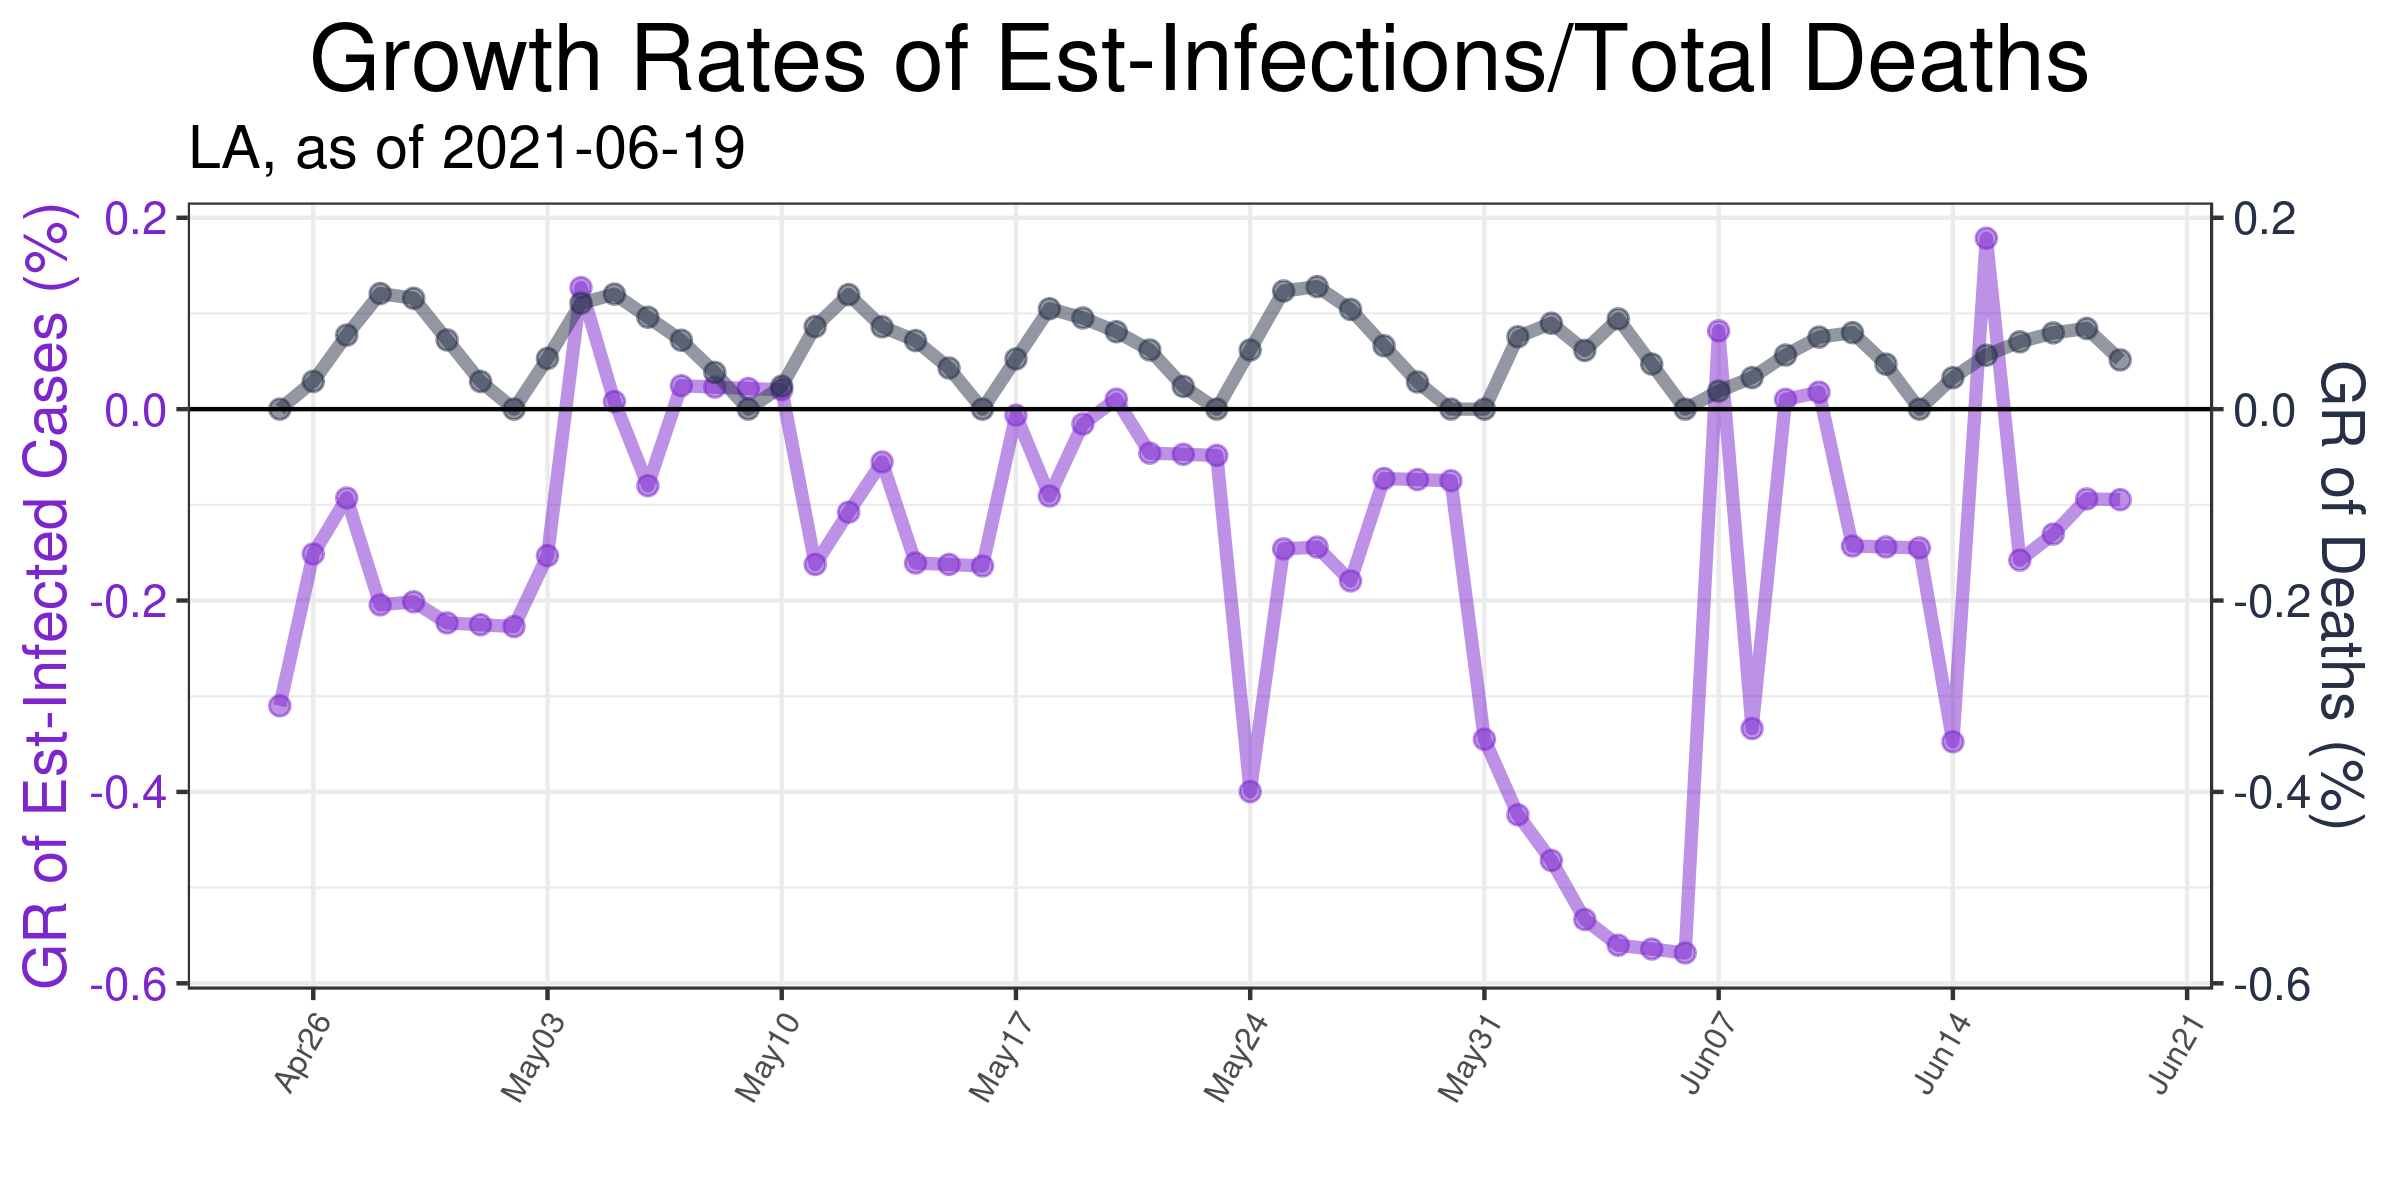 Growth Rates of Est-Infections/Total Deaths
LA, as of 2021-06-19
GR of Est-Infected Cases (%)
0.2
0.0
-0.2
-0.4
-0.6
0.2
0.0
-0.2
-0.4
-0.6
GR of Deaths (%)
Apr26
May03
May10
May17
May24
May31
Jun07
Jun14
Jun21